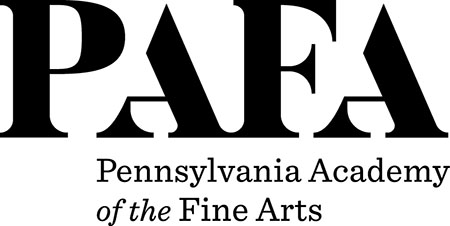 PAFA
Pennsylvania Academy
of the Fine Arts